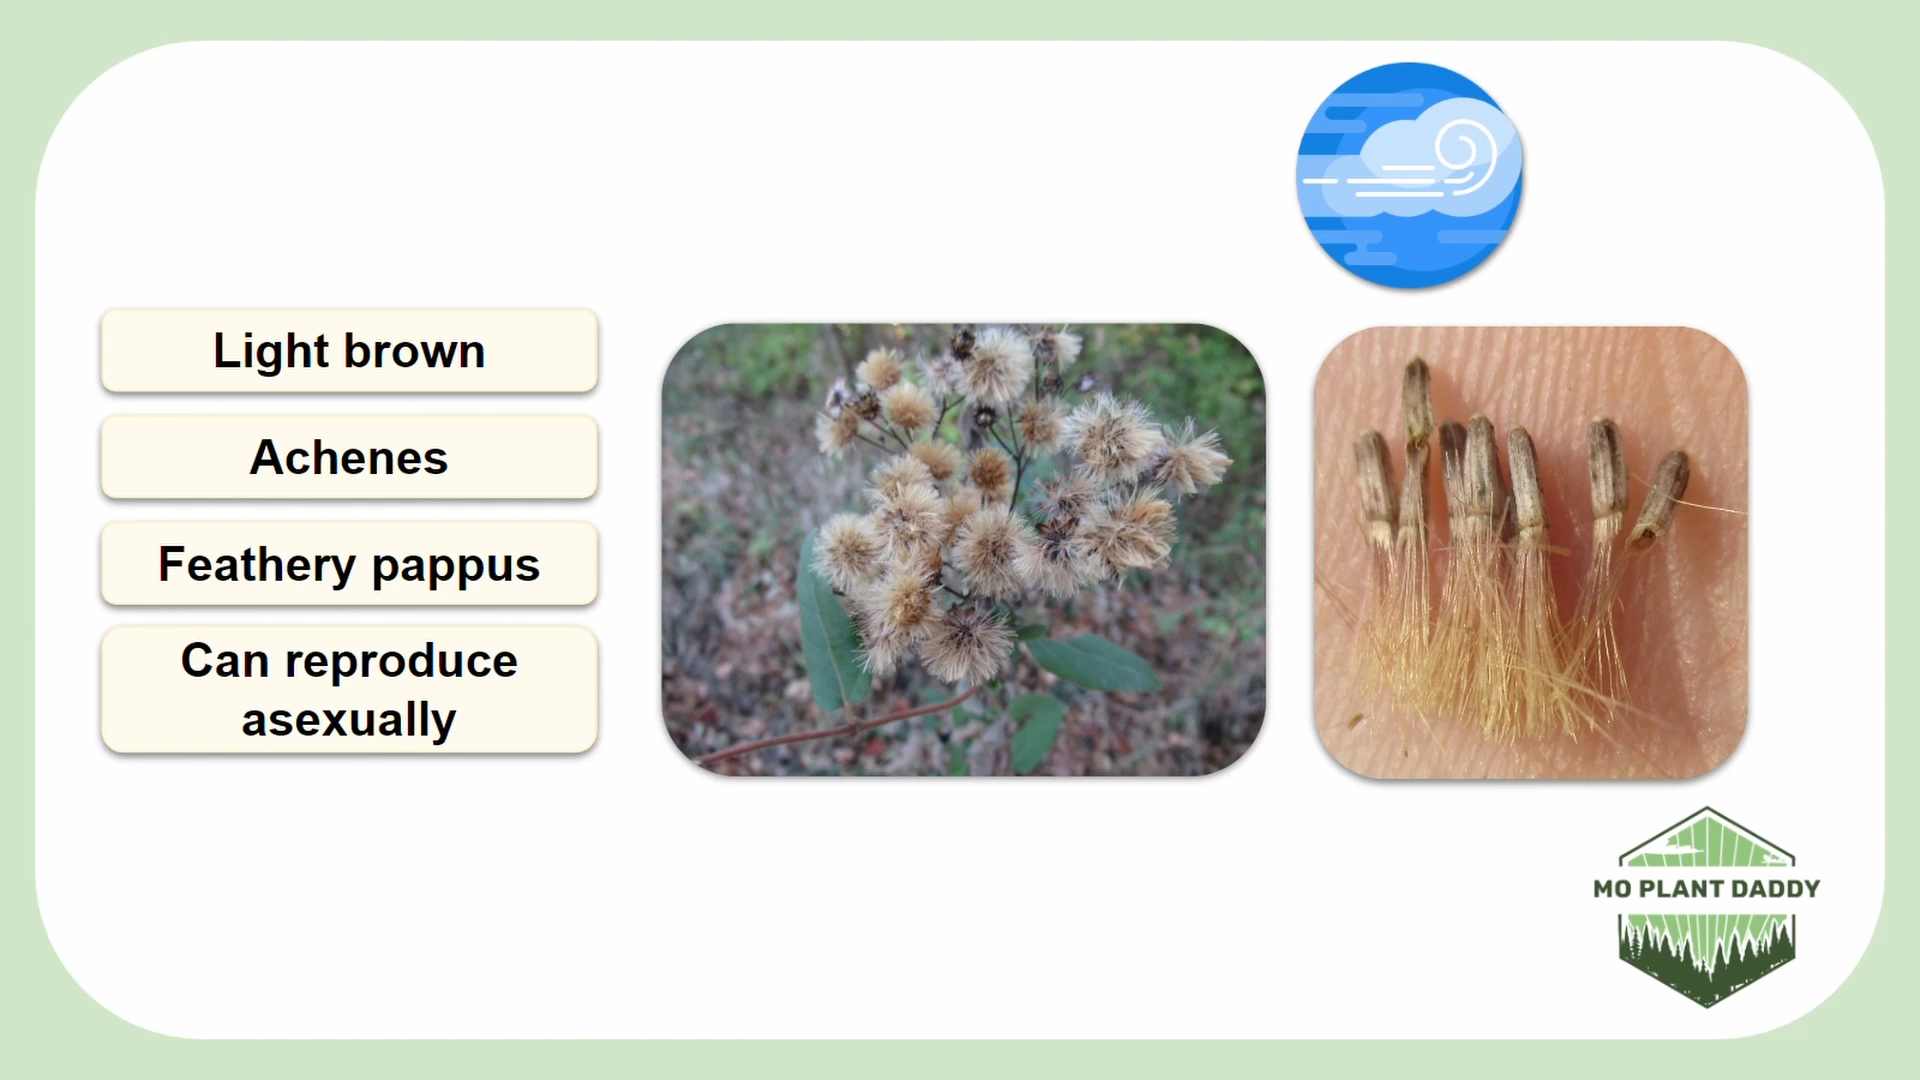 Light brown
Achenes
Feathery pappus
Can reproduce
asexually
MO PLANT DADDY